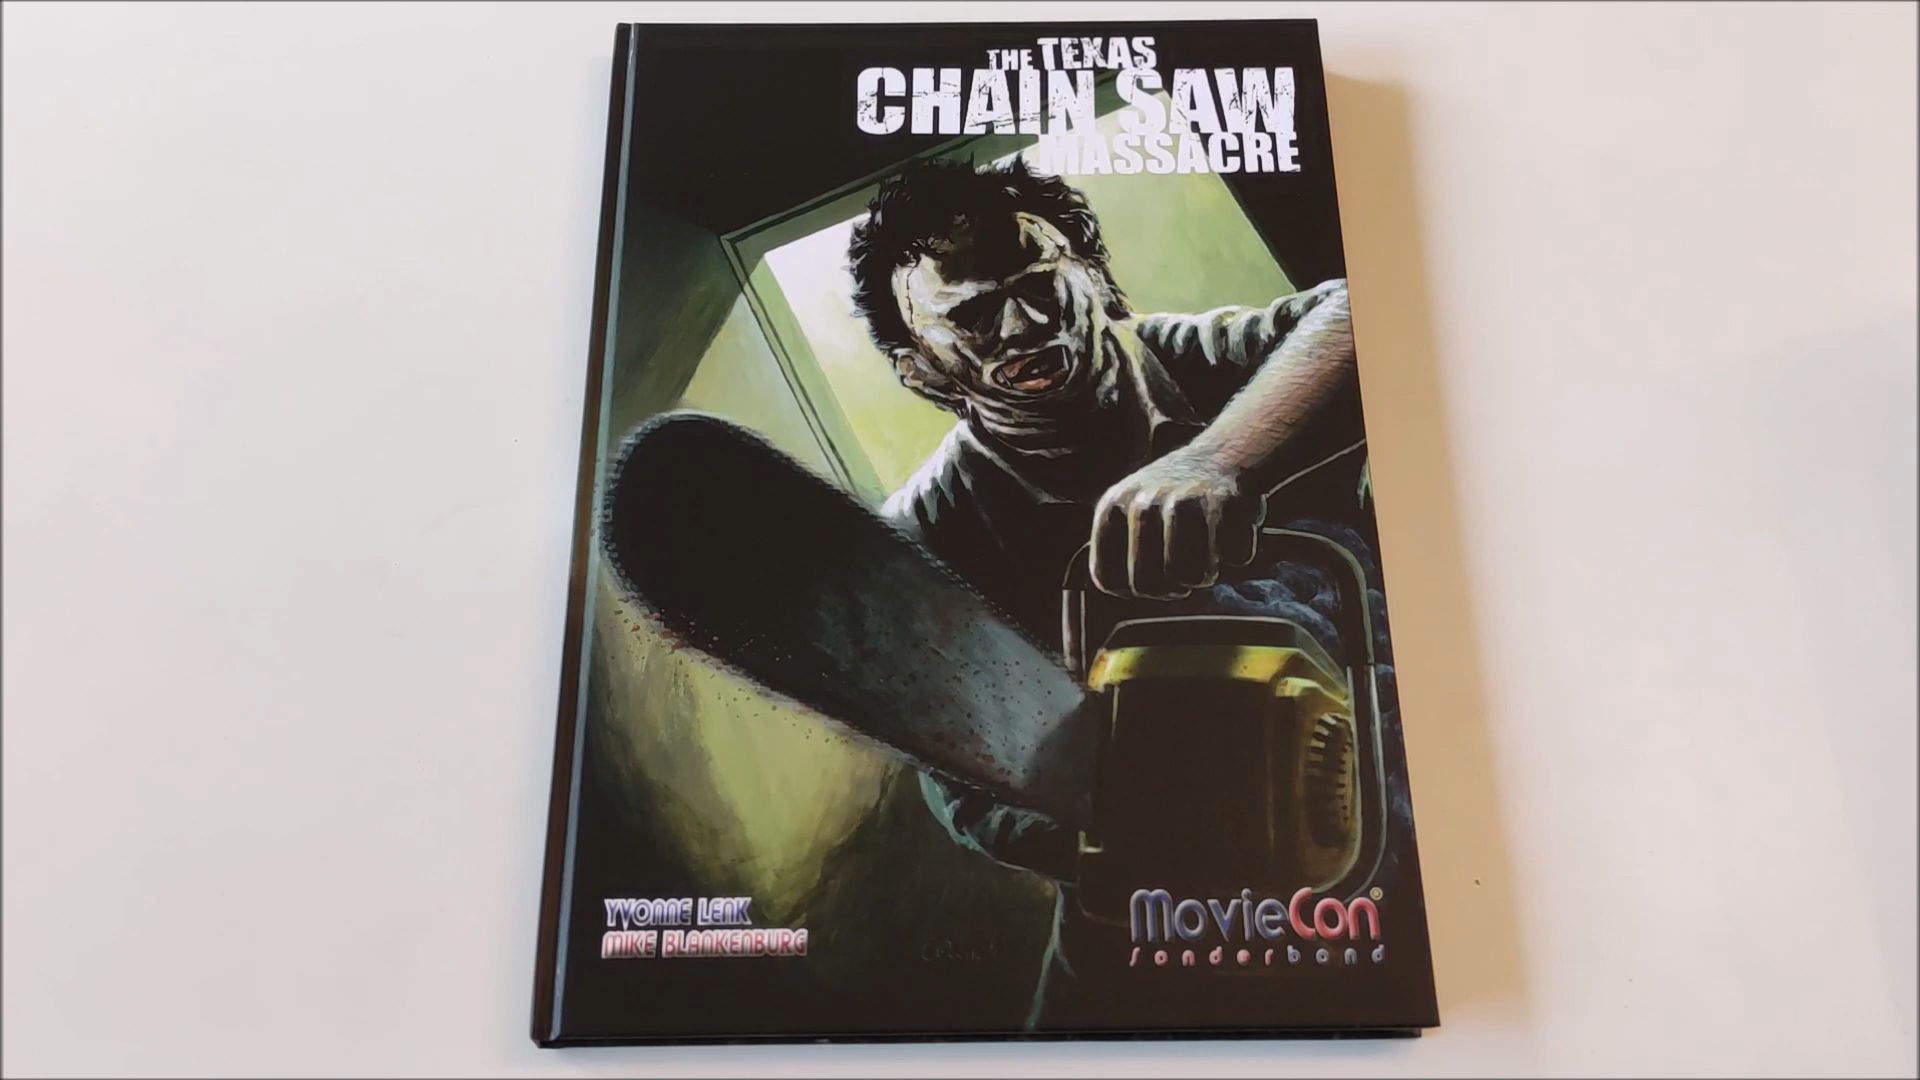 THE TEXAS
CHAIN SAW
MASSACRE
YVONNE LENK
MIKE BLANKENBURG
MovieCon®
sonderband